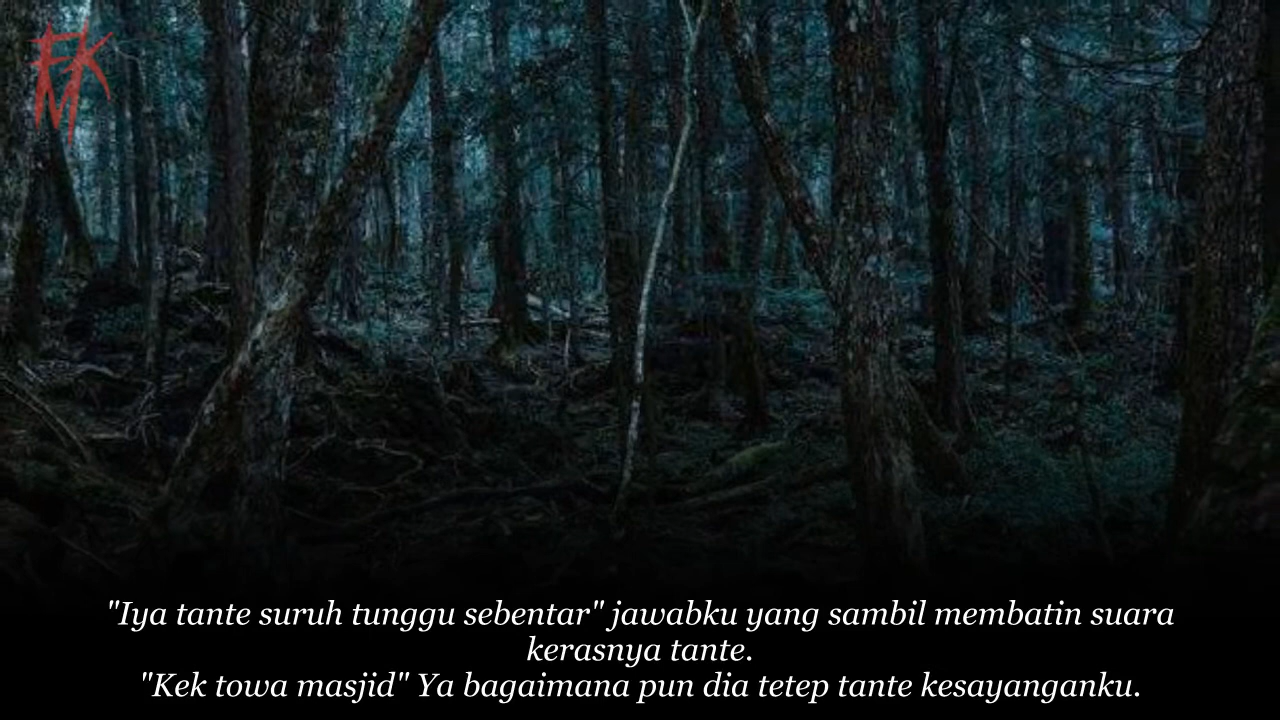 FK
M
"Iya tante suruh tunggu sebentar" jawabku yang sambil membatin suara
kerasnya tante.
"Kek towa masjid" Ya bagaimana pun dia tetep tante kesayanganku.